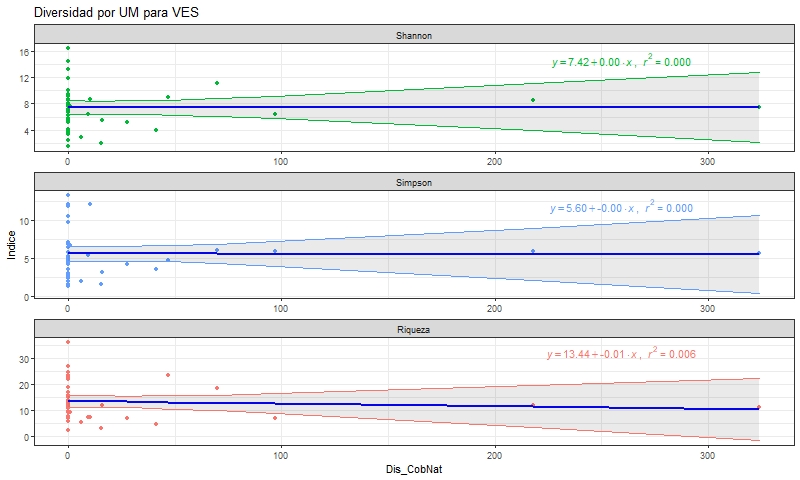 Diversidad por UM para VES
Shannon
y = 7.42 + 0.00 · x , r² = 0.000
16
12
8
4
0 100 200 300
Simpson
y = 5.60 + -0.00 · x , r² = 0.000
10
5
0
0 100 200 300
Indice
Riqueza
y = 13.44 + -0.01 · x , r² = 0.006
30
20
10
0
0 100 200 300
Dis_CobNat